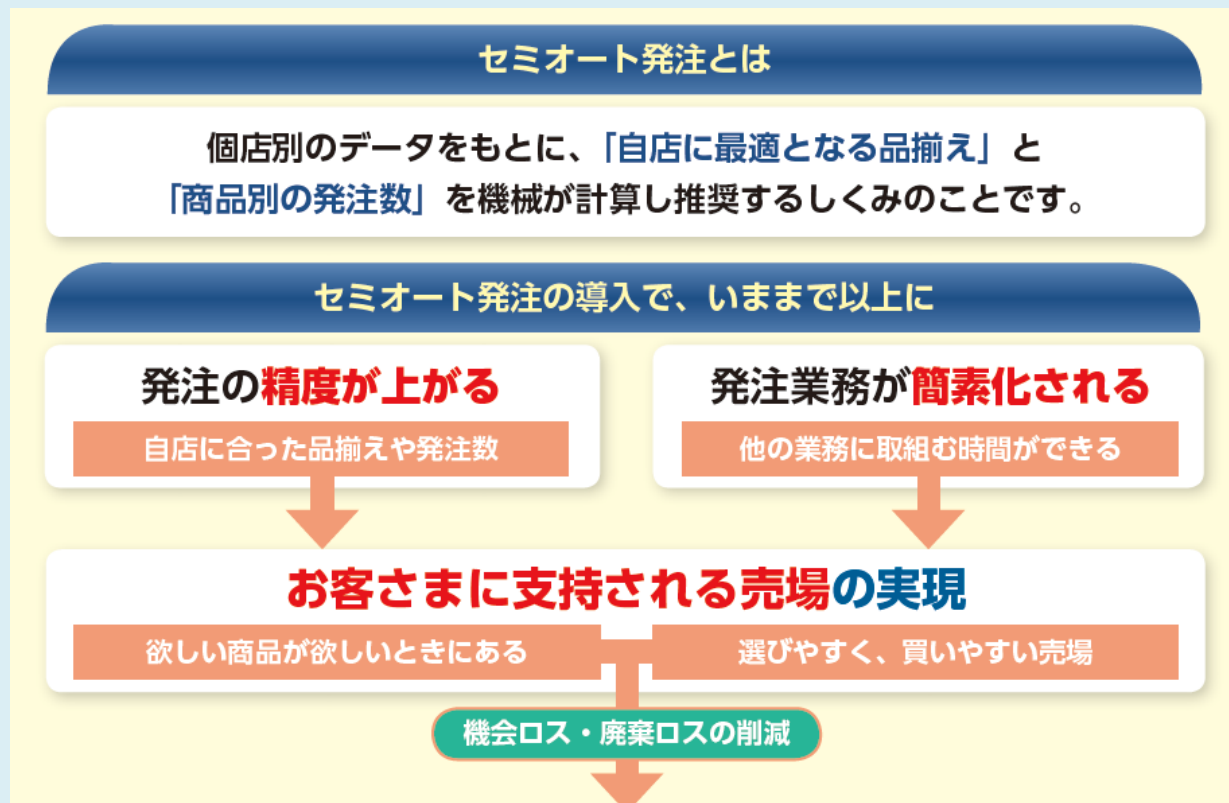 セミオート発注とは
個店別のデータをもとに、「自店に最適となる品揃え」と
「商品別の発注数」を機械が計算し推奨するしくみのことです。
セミオート発注の導入で、いままで以上に
発注の精度が上がる
自店に合った品揃えや発注数
発注業務が簡素化される
他の業務に取組む時間ができる
お客さまに支持される売場の実現
欲しい商品が欲しいときにある
選びやすく、買いやすい売場
機会ロス・廃棄ロスの削減